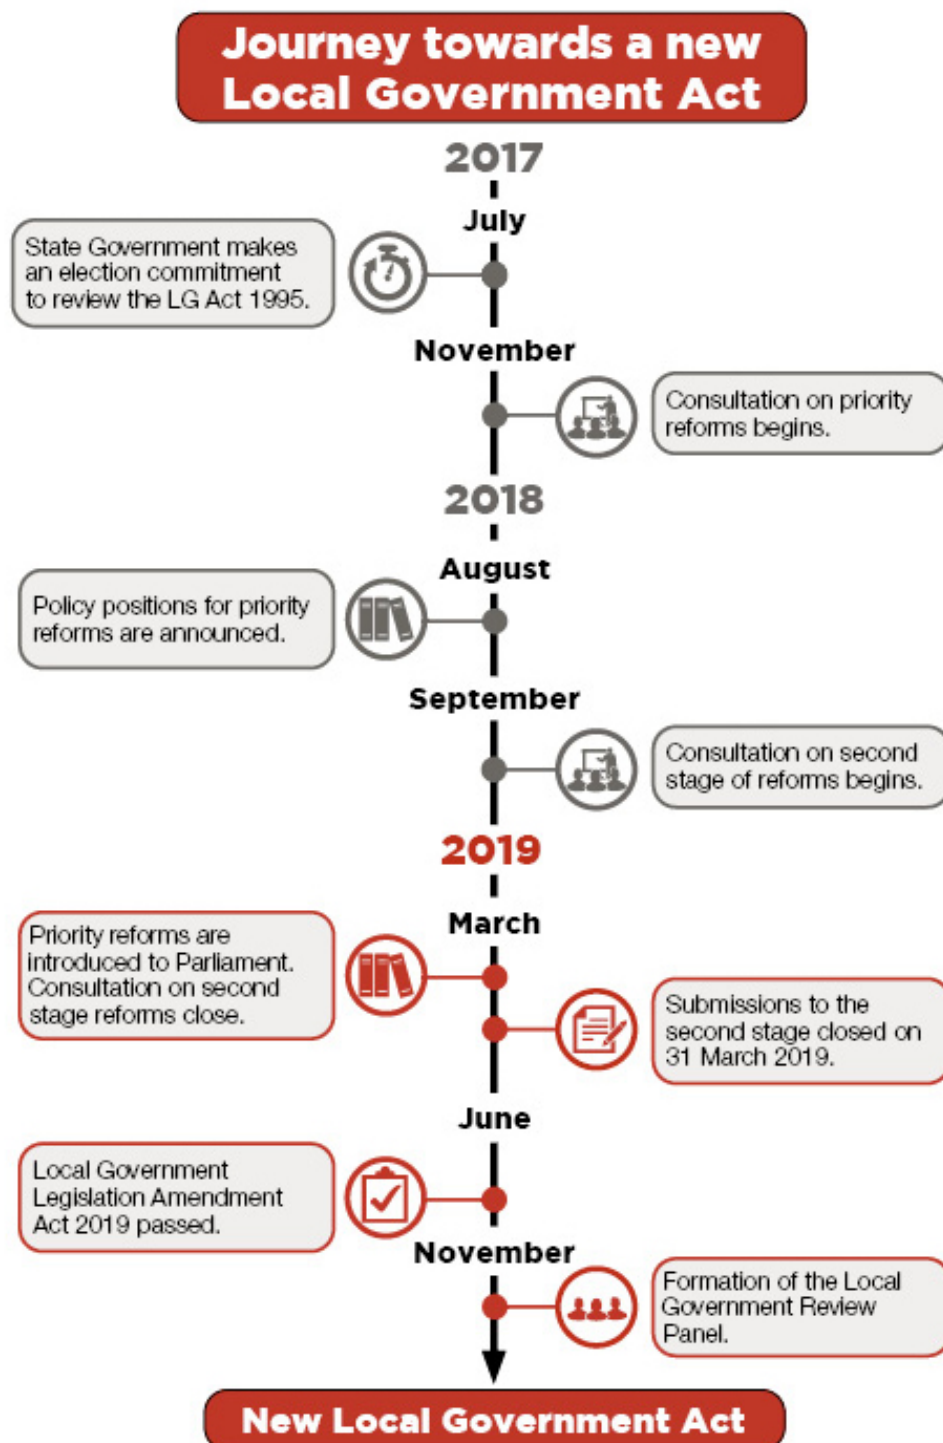 Journey towards a new
Local Government Act
2017
July
State Government makes
an election commitment
to review the LG Act 1995.
November
Consultation on priority
reforms begins.
2018
August
Policy positions for priority
reforms are announced.
September
Consultation on second
stage of reforms begins.
2019
March
Priority reforms are
introduced to Parliament.
Consultation on second
stage reforms close.
Submissions to the
second stage closed on
31 March 2019.
June
Local Government
Legislation Amendment
Act 2019 passed.
November
Formation of the Local
Government Review
Panel.
New Local Government Act